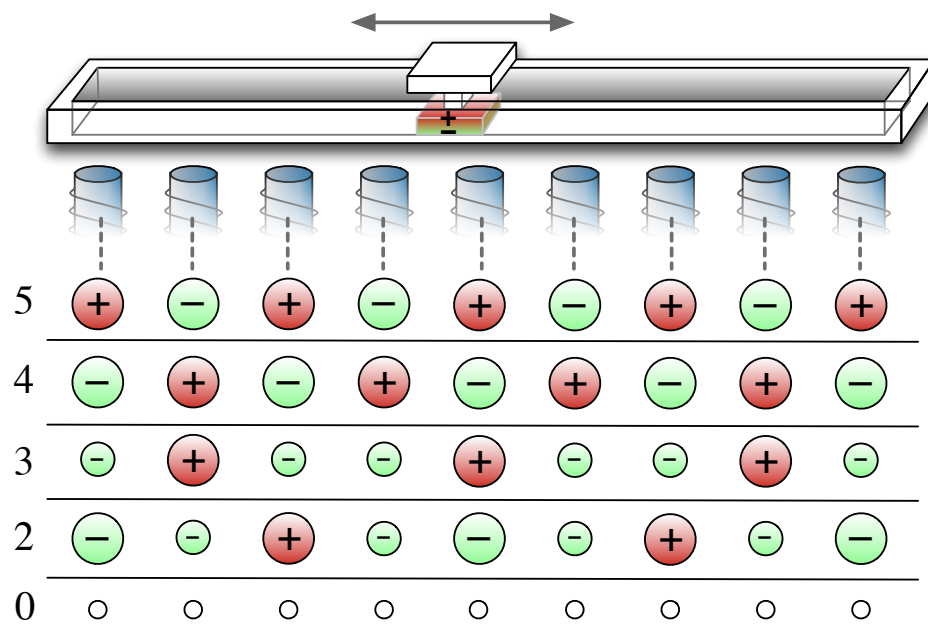 +
−
5 + − + − + − + − +
4 − + − + − + − + −
3 − + − − + − − + −
2 − − + − − − + − −
0